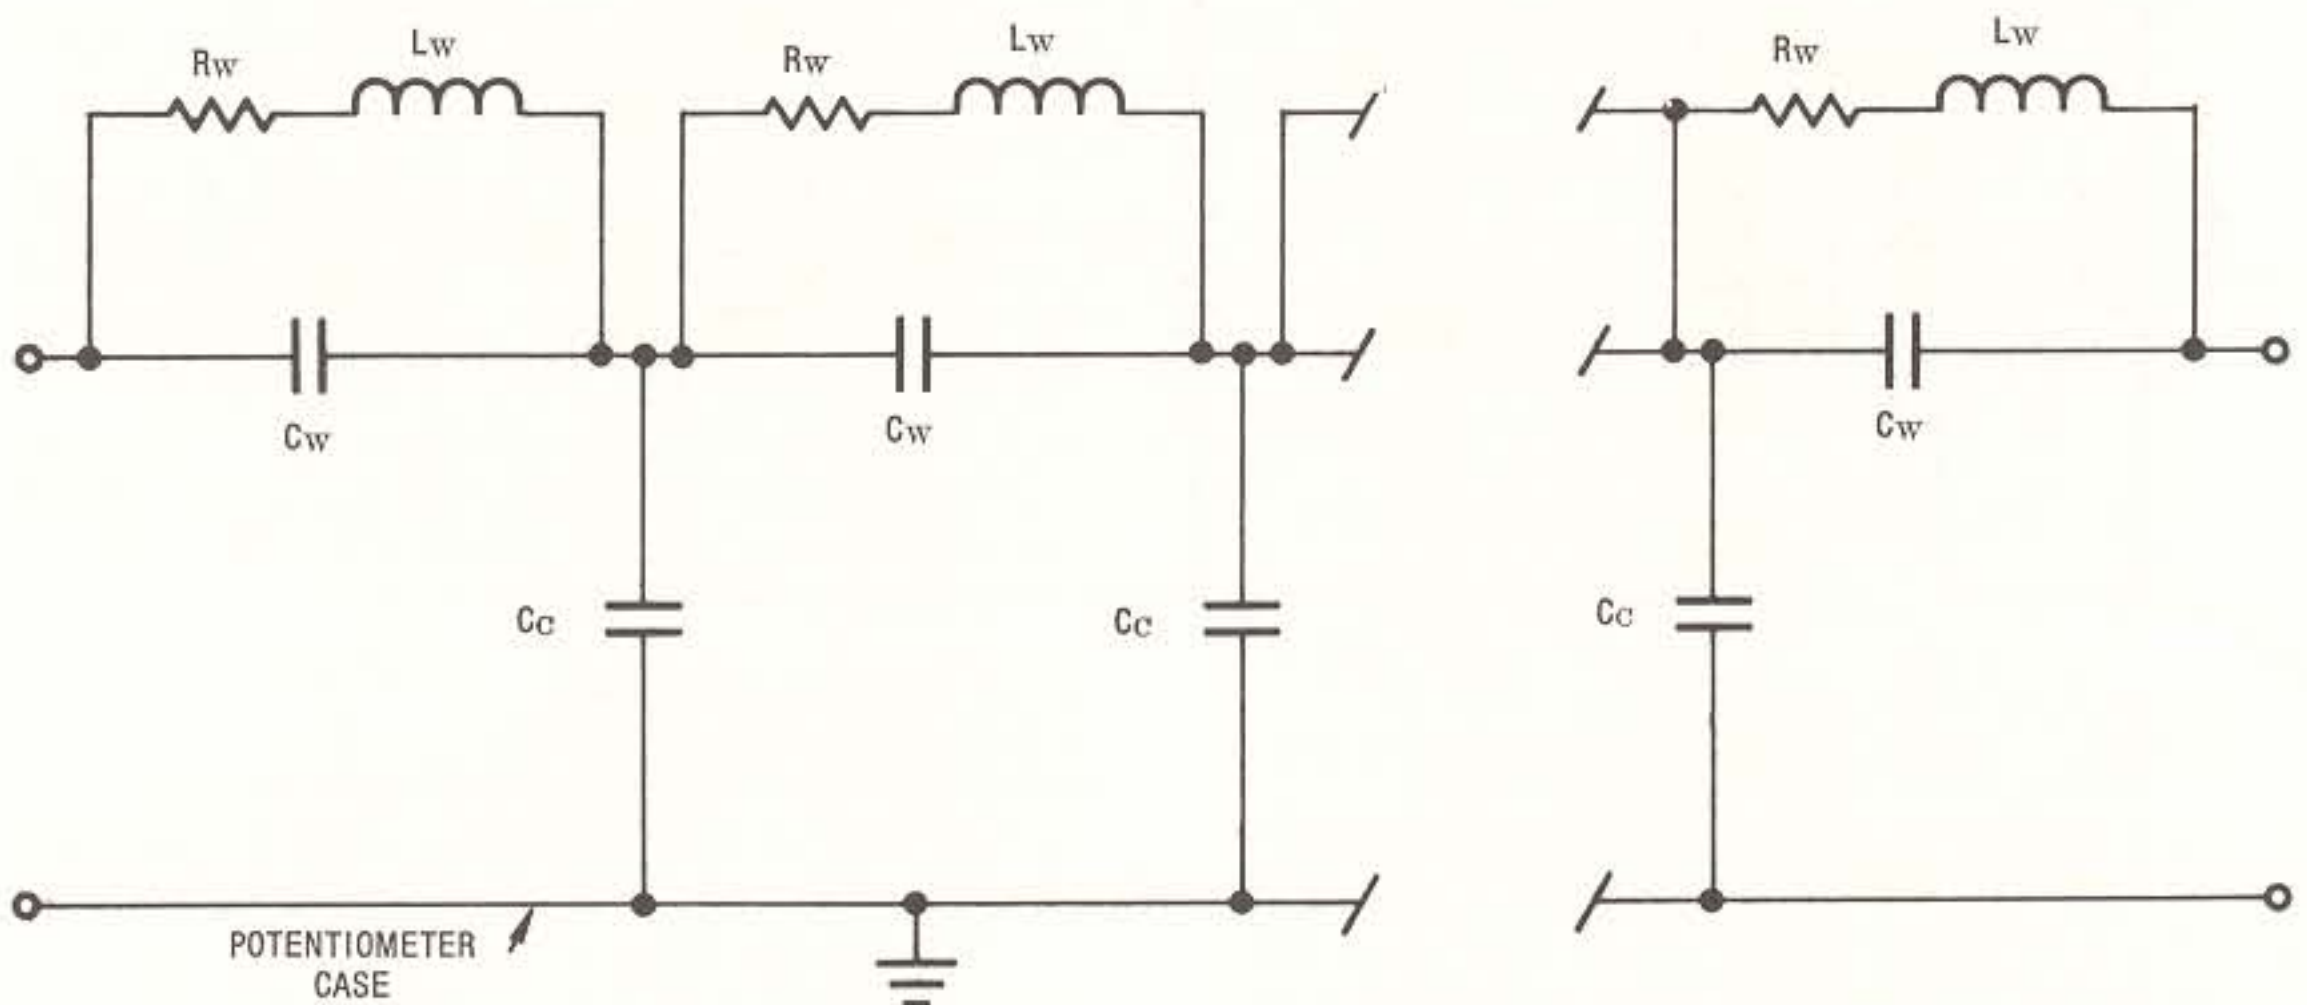 Rw Lw Rw Lw Rw Lw
Cw Cw Cw
Cc Cc Cc
POTENTIOMETER
CASE